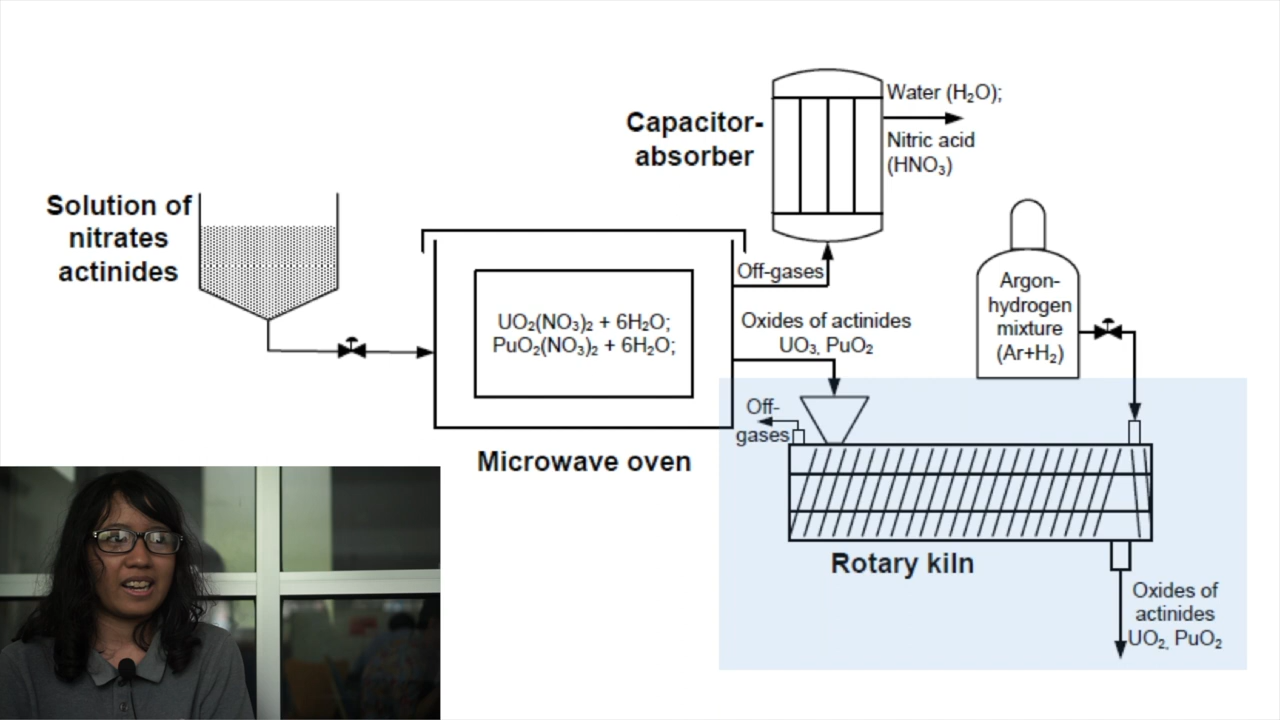 Solution of
nitrates
actinides
Capacitor-
absorber
Water (H₂O);
Nitric acid
(HNO₃)
Off-gases
UO₂(NO₃)₂ + 6H₂O;
PuO₂(NO₃)₂ + 6H₂O;
Oxides of actinides
UO₃, PuO₂
Argon-
hydrogen
mixture
(Ar+H₂)
Microwave oven
Off-
gases
Rotary kiln
Oxides of
actinides
UO₂, PuO₂